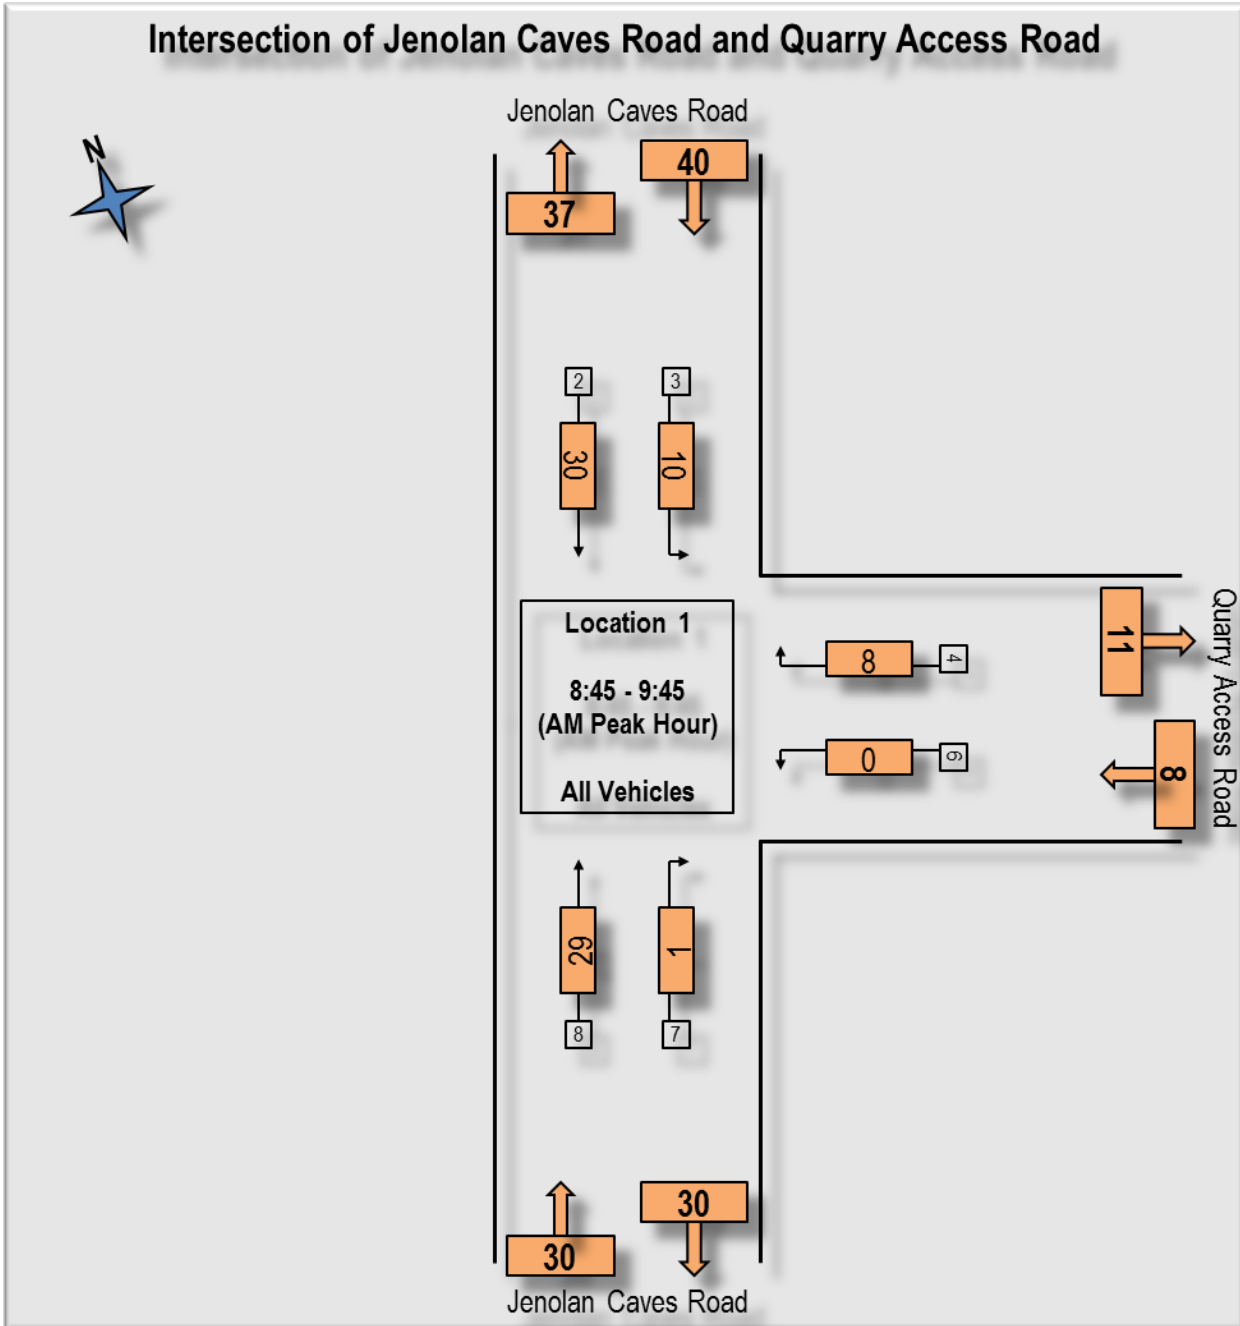 Intersection of Jenolan Caves Road and Quarry Access Road
Jenolan Caves Road
N
37
40
2
3
30
10
Location 1
8:45 - 9:45
(AM Peak Hour)
All Vehicles
8
4
0
6
11
8
Quarry Access Road
29
1
8
7
30
30
Jenolan Caves Road